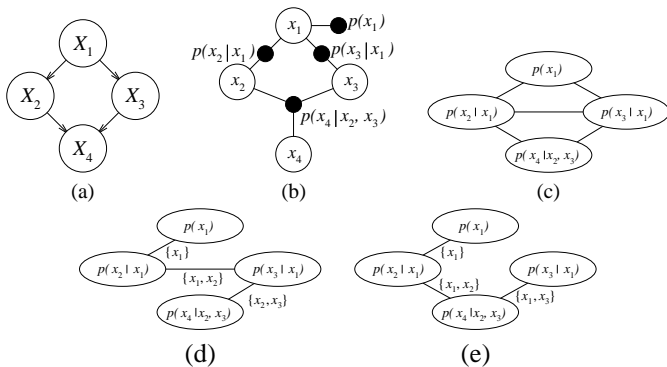 X₁
X₂
X₃
X₄
(a)
x₁
p(x₁)
p(x₂|x₁)
p(x₃|x₁)
x₂
x₃
p(x₄|x₂, x₃)
x₄
(b)
p(x₁)
p(x₂|x₁)
p(x₃|x₁)
p(x₄|x₂, x₃)
(c)
p(x₁)
{x₁}
p(x₂|x₁)
p(x₃|x₁)
{x₁, x₂}
{x₂, x₃}
p(x₄|x₂, x₃)
(d)
p(x₁)
{x₁}
p(x₂|x₁)
p(x₃|x₁)
{x₁, x₂}
{x₁, x₃}
p(x₄|x₂, x₃)
(e)